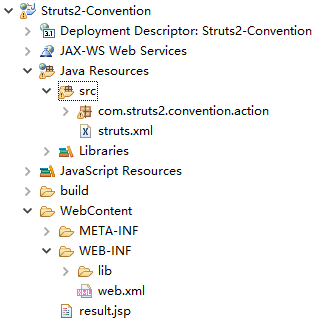 Struts2-Convention
Deployment Descriptor: Struts2-Convention
JAX-WS Web Services
Java Resources
src
com.struts2.convention.action
struts.xml
Libraries
JavaScript Resources
build
WebContent
META-INF
WEB-INF
lib
web.xml
result.jsp